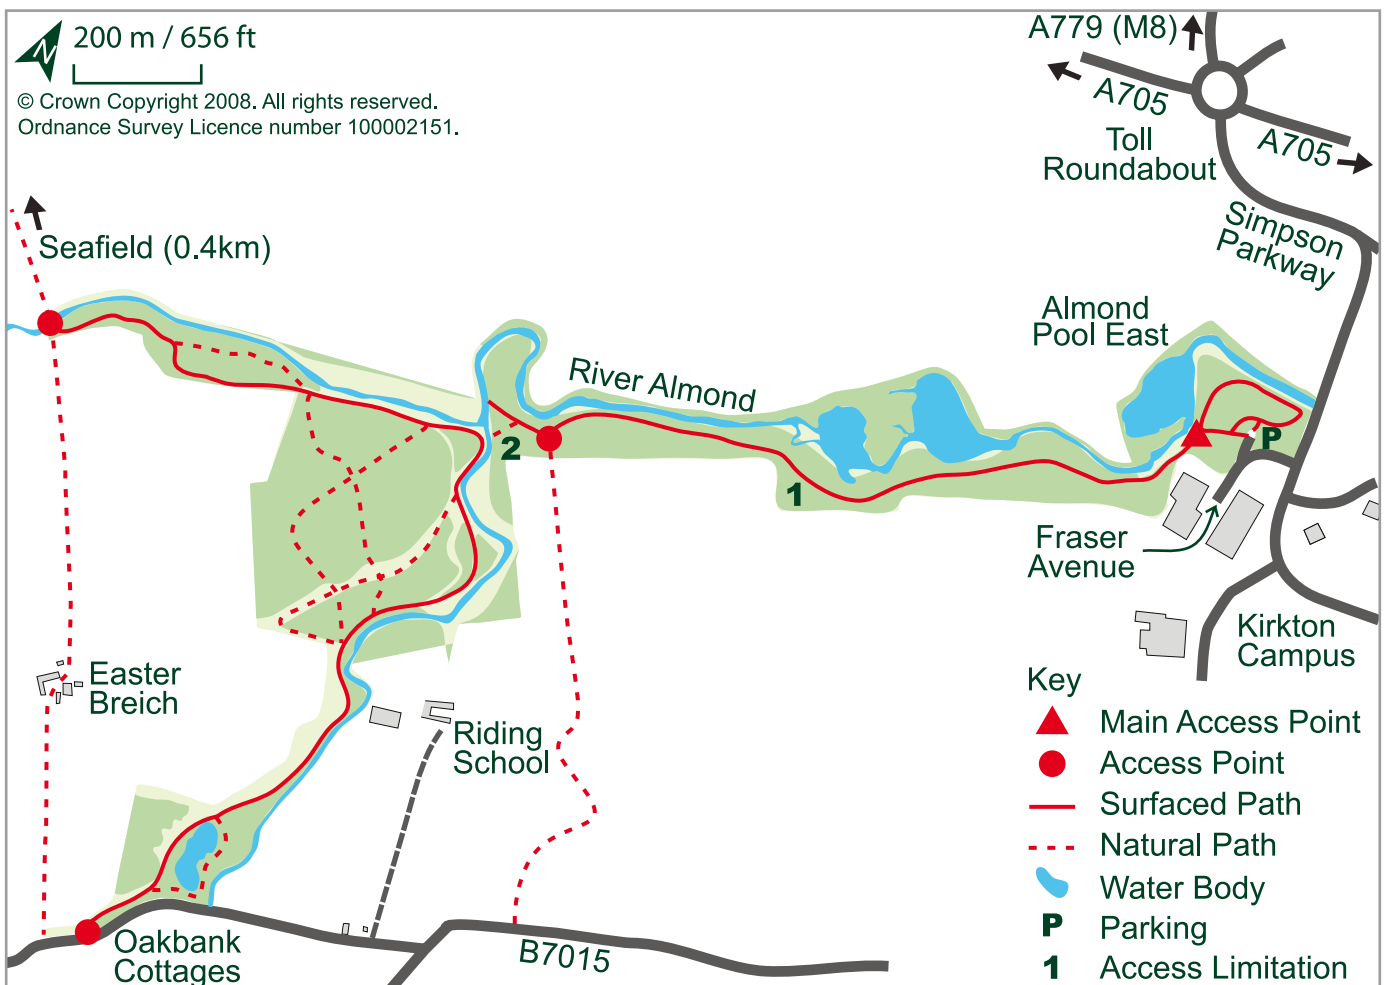 N
200 m / 656 ft
© Crown Copyright 2008. All rights reserved.
Ordnance Survey Licence number 100002151.
A779 (M8)
A705
A705
Toll
Roundabout
Simpson
Parkway
Seafield (0.4km)
Almond
Pool East
River Almond
2
P
1
Fraser
Avenue
Kirkton
Campus
Easter
Breich
Riding
School
Oakbank
Cottages
B7015
Key
Main Access Point
Access Point
Surfaced Path
Natural Path
Water Body
P Parking
1 Access Limitation